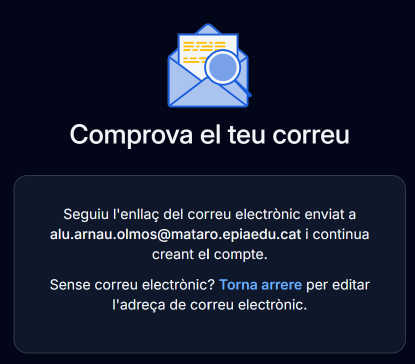 Comprova el teu correu
Seguiu l'enllaç del correu electrònic enviat a
alu.arnau.olmos@mataro.epiaedu.cat i continua
creant el compte.
Sense correu electrònic? Torna arrere per editar
l'adreça de correu electrònic.